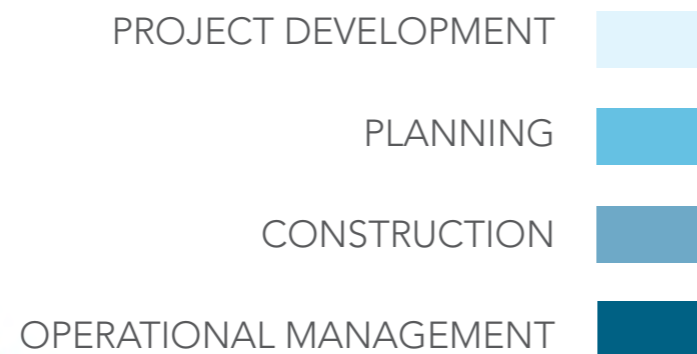 PROJECT DEVELOPMENT
PLANNING
CONSTRUCTION
OPERATIONAL MANAGEMENT